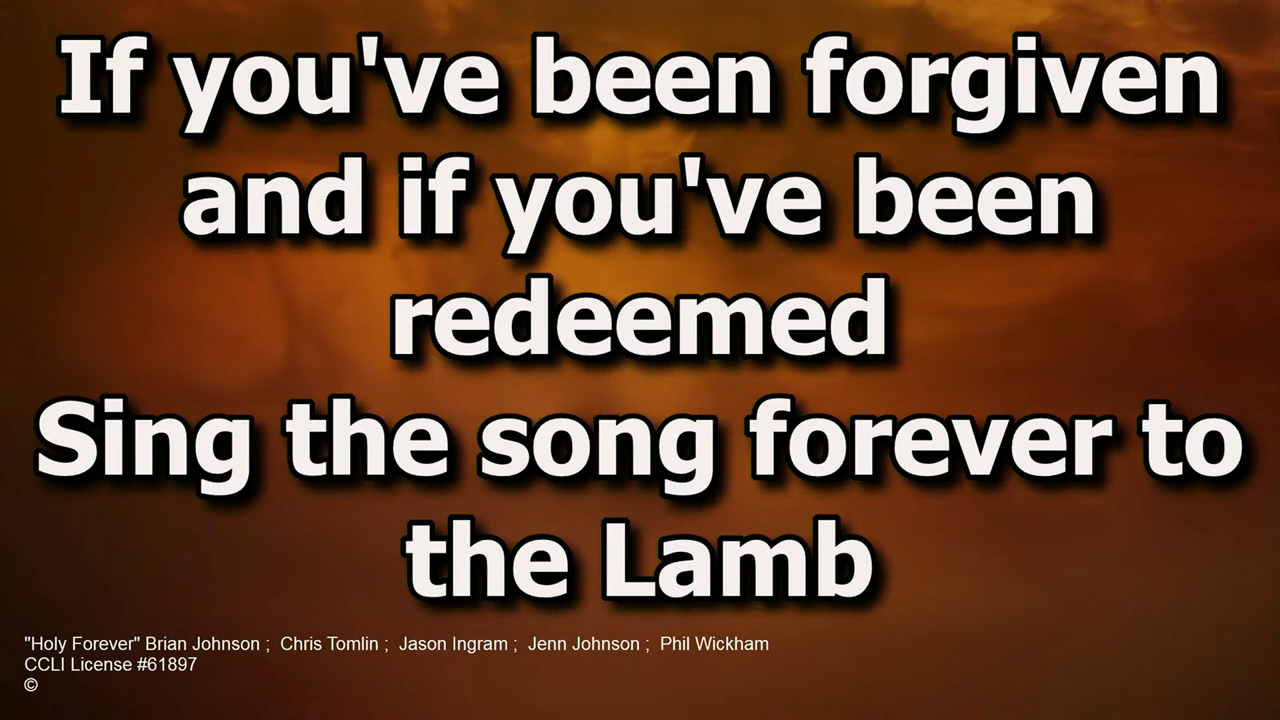 If you've been forgiven
and if you've been
redeemed
Sing the song forever to
the Lamb
"Holy Forever" Brian Johnson ;  Chris Tomlin ;  Jason Ingram ;  Jenn Johnson ;  Phil Wickham
CCLI License #61897
©